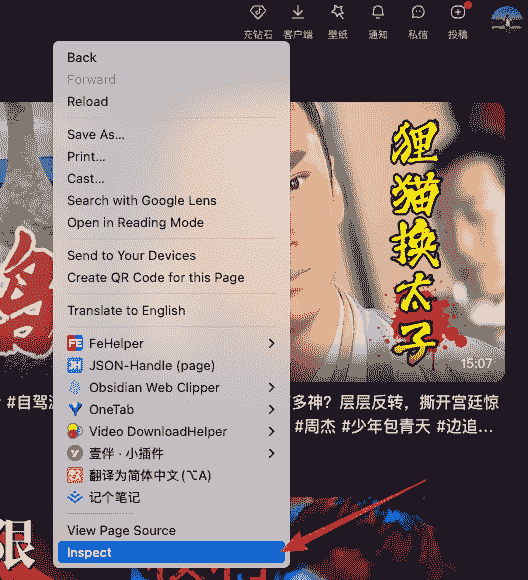 充钻石 客户端 壁纸 通知 私信 投稿
Back
Forward
Reload
Save As...
Print...
Cast...
Search with Google Lens
Open in Reading Mode
Send to Your Devices
Create QR Code for this Page
Translate to English
FeHelper
JSON-Handle (page)
Obsidian Web Clipper
OneTab
Video DownloadHelper
壹伴 · 小插件
翻译为简体中文 (⌥A)
记个笔记
View Page Source
Inspect
狸猫换太子
15:07
#自驾
多神？层层反转，撕开宫廷惊
#周杰 #少年包青天 #边追...